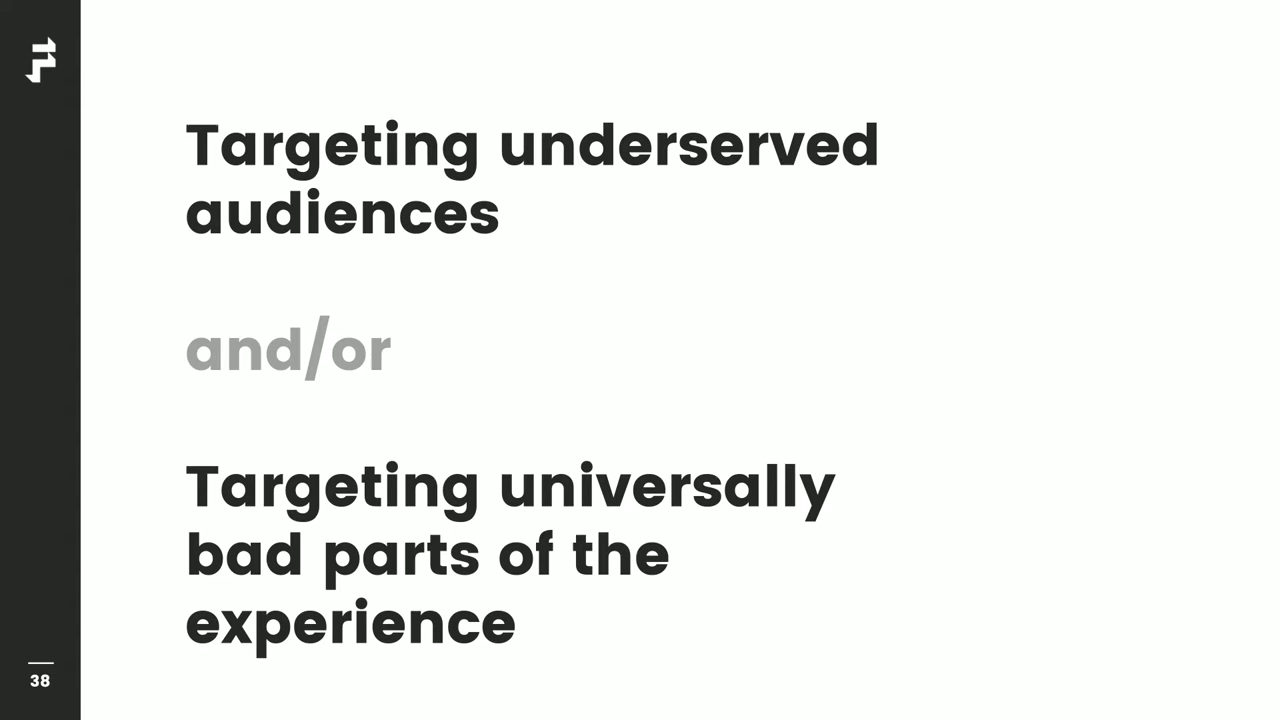 Targeting underserved
audiences
and/or
Targeting universally
bad parts of the
experience
38